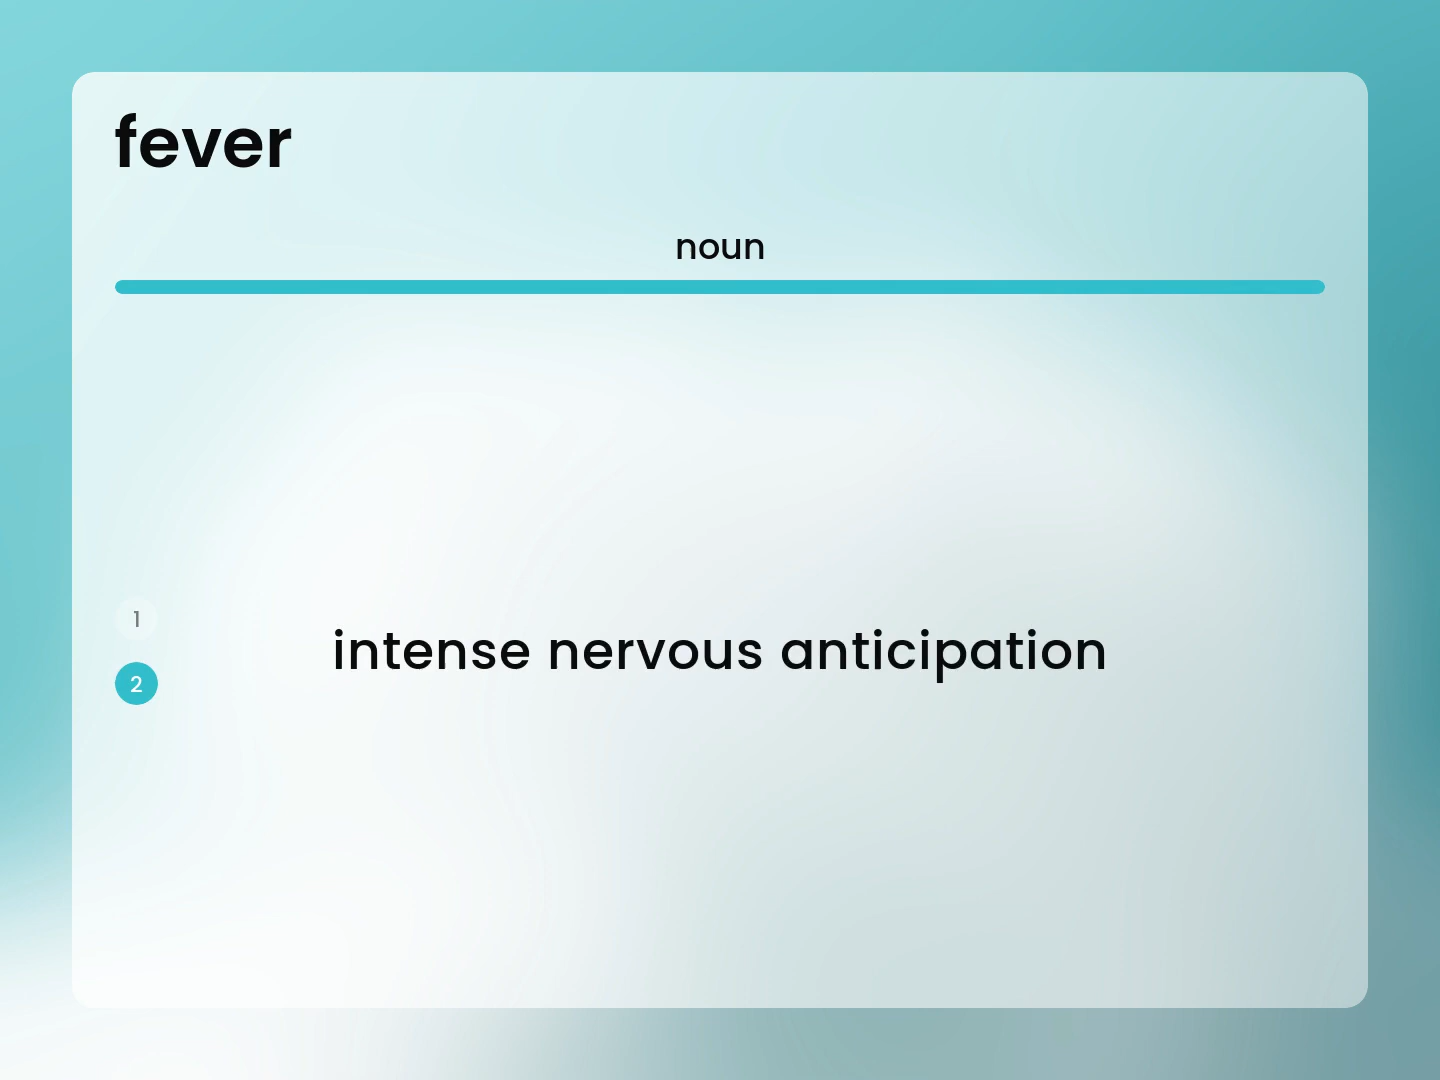 fever
noun
1
2
intense nervous anticipation